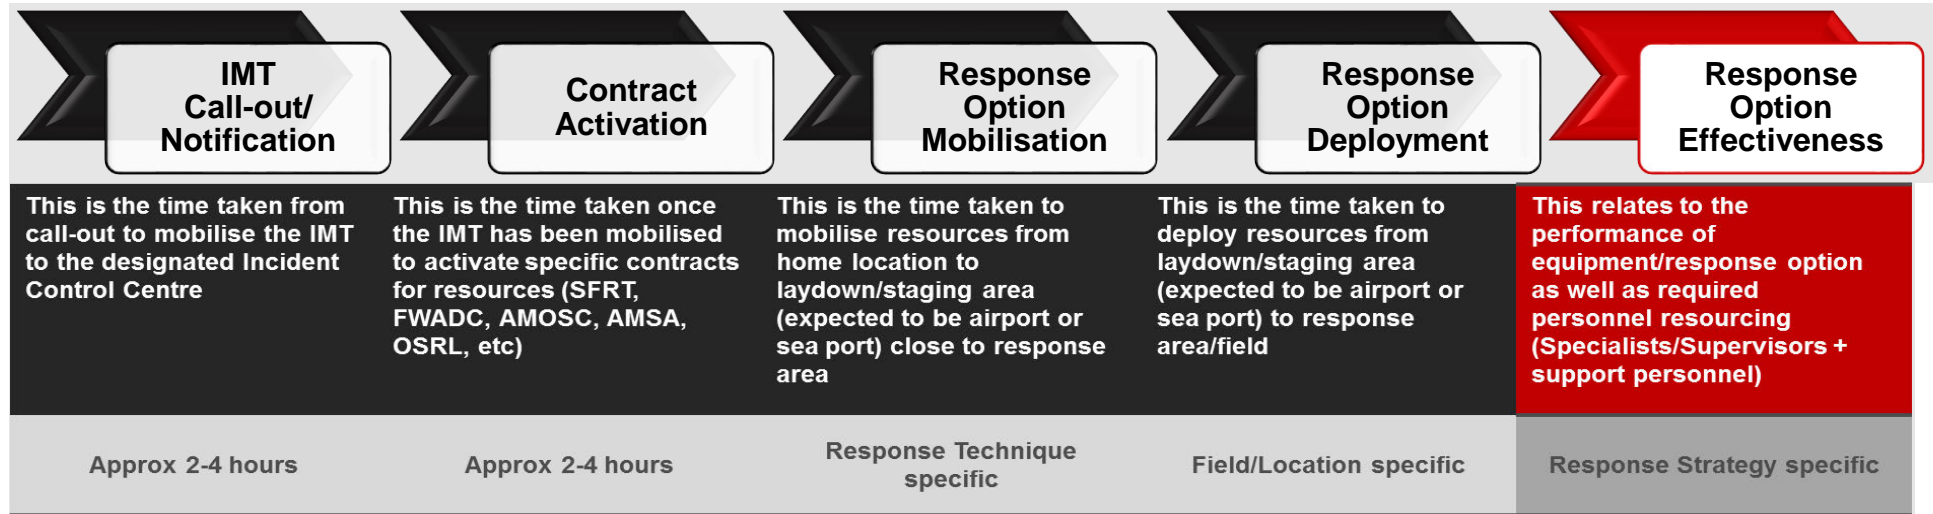 IMT
Call-out/
Notification
Contract
Activation
Response
Option
Mobilisation
Response
Option
Deployment
Response
Option
Effectiveness
This is the time taken from
call-out to mobilise the IMT
to the designated Incident
Control Centre
This is the time taken once
the IMT has been mobilised
to activate specific contracts
for resources (SFRT,
FWADC, AMOSC, AMSA,
OSRL, etc)
This is the time taken to
mobilise resources from
home location to
laydown/staging area
(expected to be airport or
sea port) close to response
area
This is the time taken to
deploy resources from
laydown/staging area
(expected to be airport or
sea port) to response
area/field
This relates to the
performance of
equipment/response option
as well as required
personnel resourcing
(Specialists/Supervisors +
support personnel)
Approx 2-4 hours
Approx 2-4 hours
Response Technique
specific
Field/Location specific
Response Strategy specific